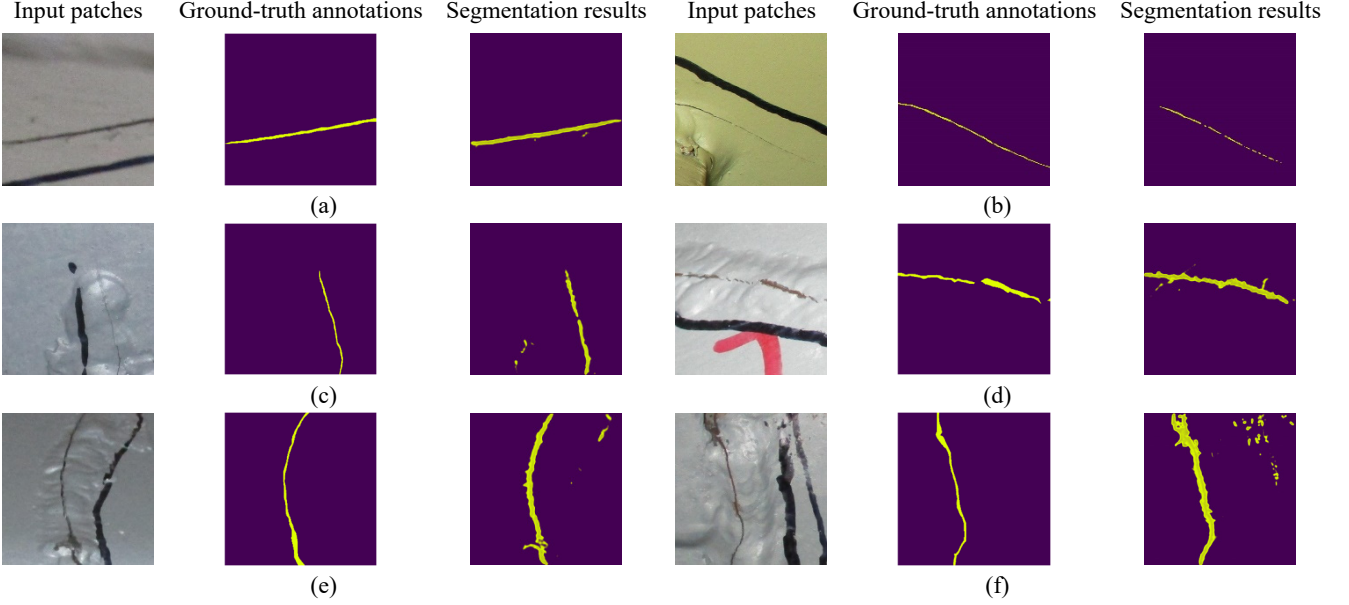 Input patches Ground-truth annotations Segmentation results Input patches Ground-truth annotations Segmentation results
(a) (b)
(c) (d)
(e) (f)